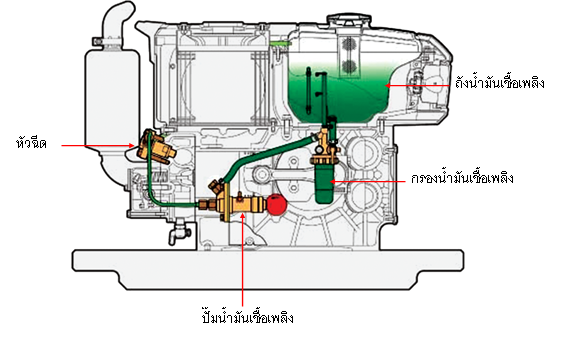 ถังน้ำมันเชื้อเพลิง
หัวฉีด
กรองน้ำมันเชื้อเพลิง
ปั๊มน้ำมันเชื้อเพลิง